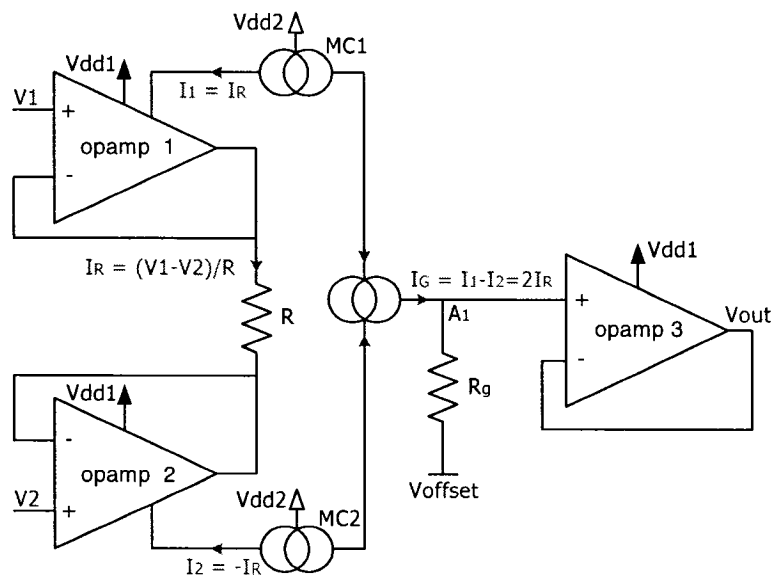 Vdd2
MC1
Vdd1
V1
+
-
opamp 1
I1 = IR
IR = (V1-V2)/R
R
IG = I1-I2=2IR
A1
Rg
Voffset
Vdd1
+
-
opamp 3
Vout
Vdd1
-
+
opamp 2
V2
Vdd2
MC2
I2 = -IR